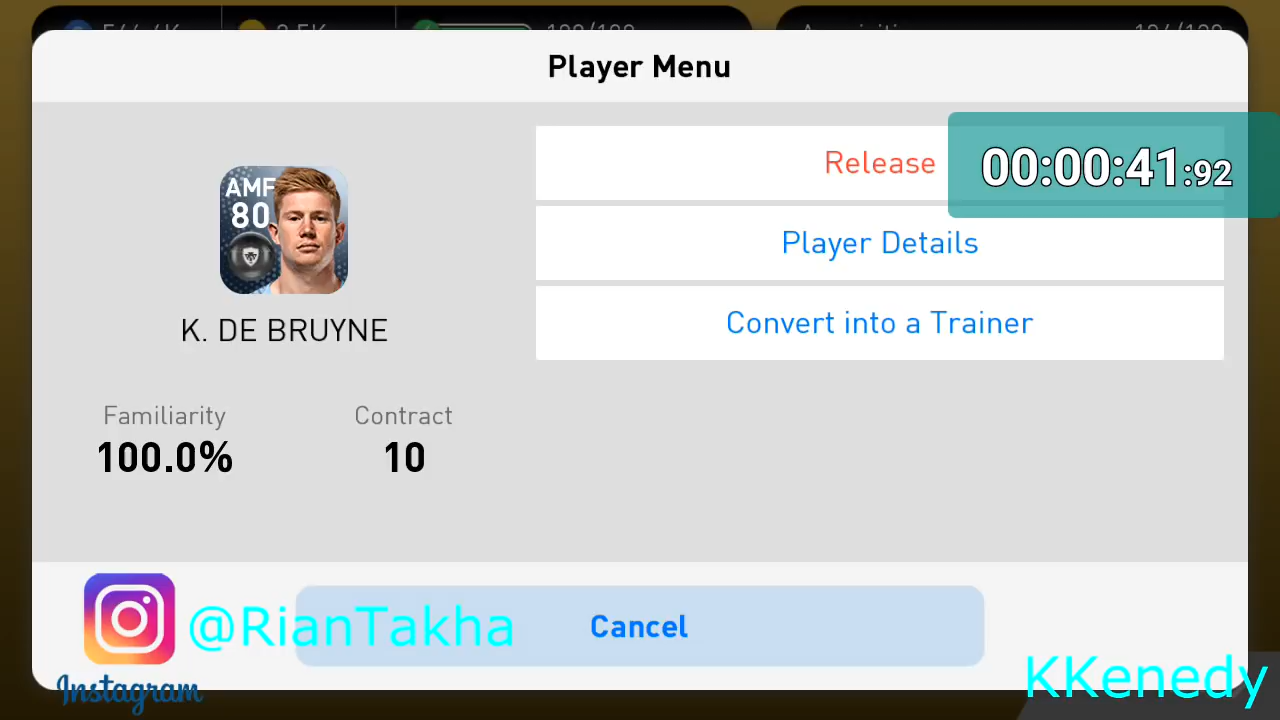 Player Menu
AMF
80
K. DE BRUYNE
Familiarity
Contract
100.0%
10
Release
00:00:41:92
Player Details
Convert into a Trainer
Cancel
@RianTakha
Instagram
KKenedy